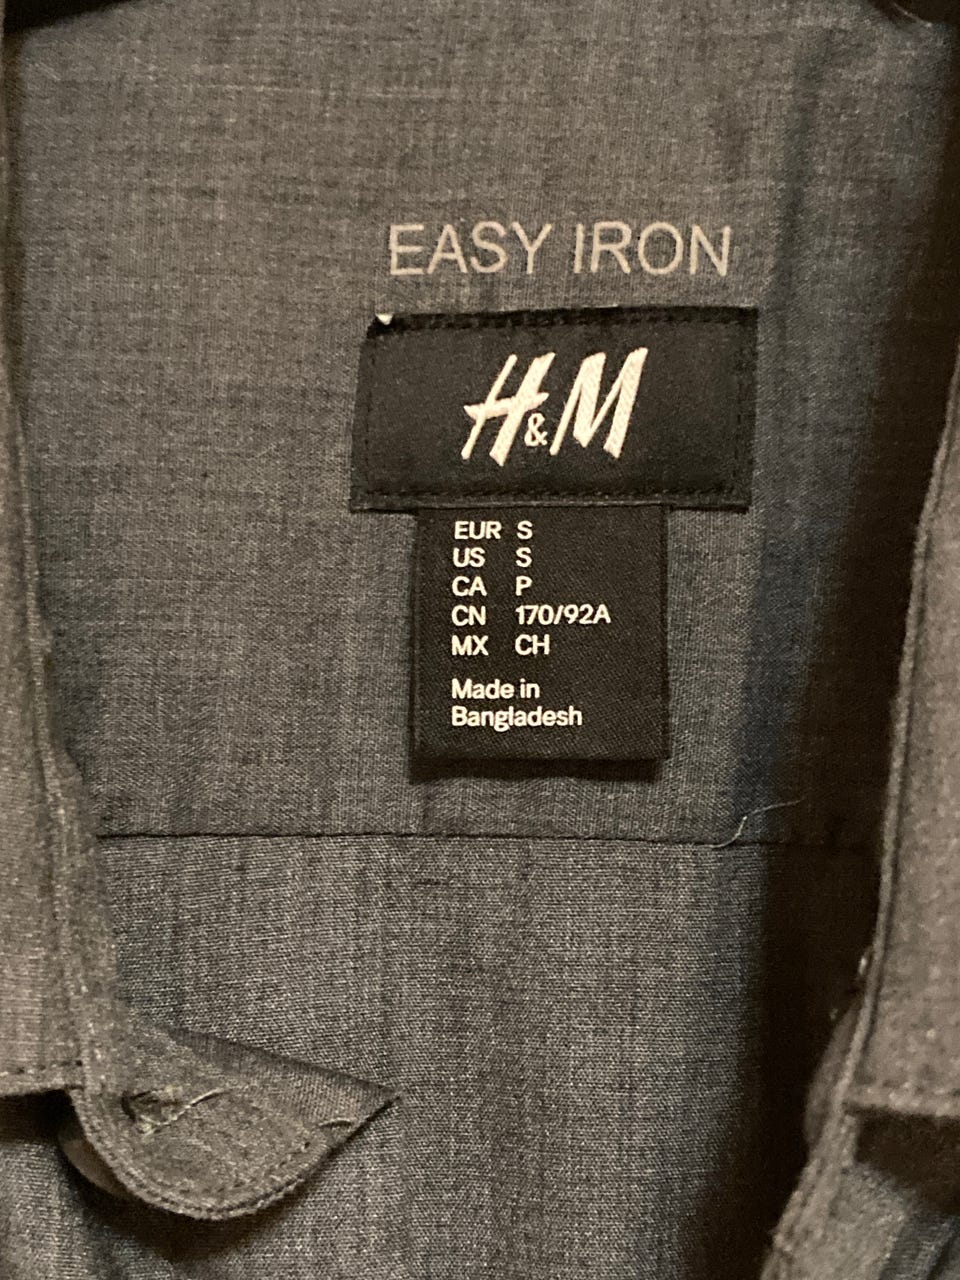 EASY IRON
H&M
EUR S
US S
CA P
CN 170/92A
MX CH
Made in
Bangladesh